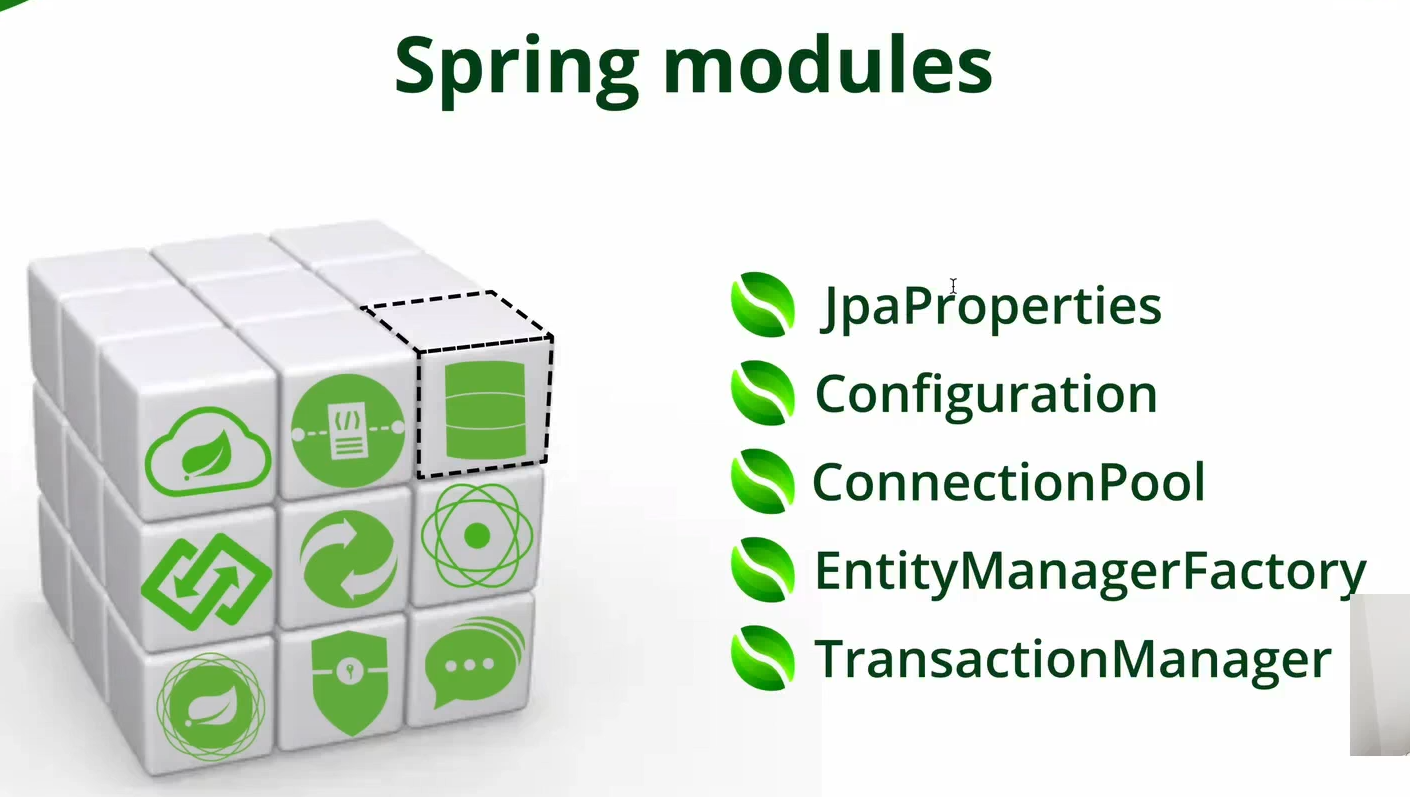 Spring modules
JpaProperties
Configuration
ConnectionPool
EntityManagerFactory
TransactionManager